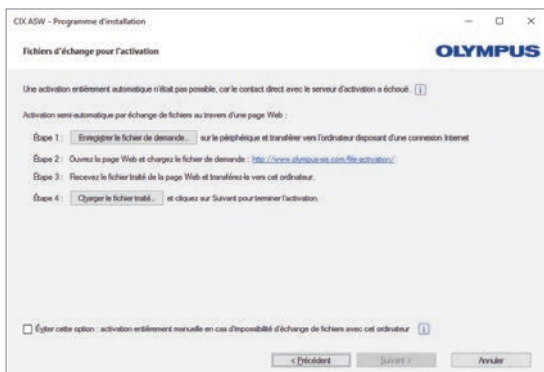 CIX ASW - Programme d'installation
Fichiers d'échange pour l'activation
OLYMPUS
Une activation entièrement automatique n'était pas possible, car le contact direct avec le serveur d'activation a échoué.
Activation semi-automatique par échange de fichiers au travers d'une page Web :
Étape 1 : Enregistrer le fichier de demande... sur le périphérique et transférer vers l'ordinateur disposant d'une connexion Internet
Étape 2 : Ouvrez la page Web et chargez le fichier de demande : http://www.olympus-sis.com/file-activation/
Étape 3 : Recevez le fichier traité de la page Web et transférez-le vers cet ordinateur.
Étape 4 : Charger le fichier traité... et cliquez sur Suivant pour terminer l'activation.
Éviter cette option : activation entièrement manuelle en cas d'impossibilité d'échange de fichiers avec cet ordinateur
< Précédent Suivant > Annuler